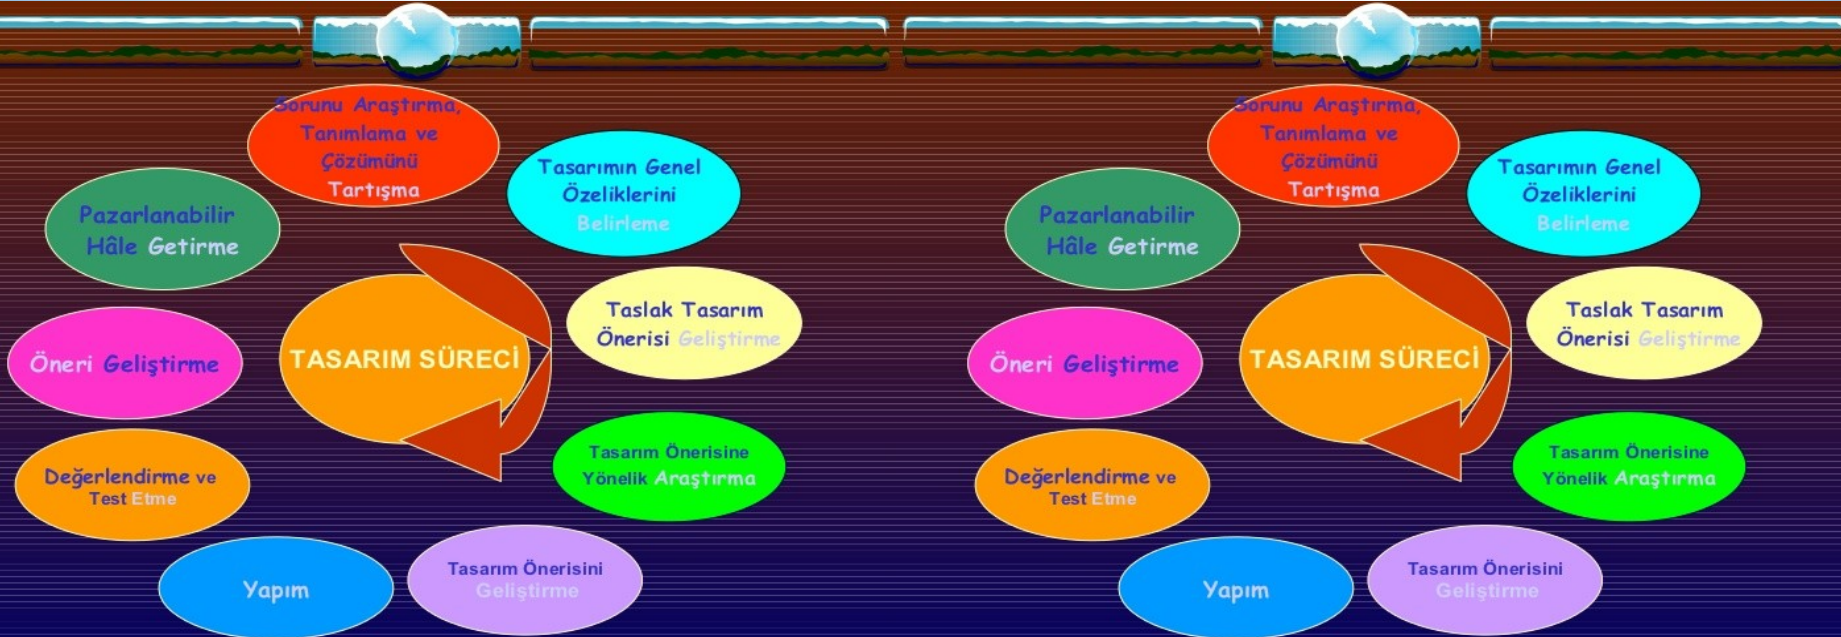 Sorunu Araştırma,
Tanımlama ve
Çözümünü
Tartışma
Tasarımın Genel
Özeliklerini
Belirleme
Taslak Tasarım
Önerisi Geliştirme
Tasarım Önerisine
Yönelik Araştırma
Tasarım Önerisini
Geliştirme
Yapım
Değerlendirme ve
Test Etme
Öneri Geliştirme
Pazarlanabilir
Hâle Getirme
TASARIM SÜRECİ
Sorunu Araştırma,
Tanımlama ve
Çözümünü
Tartışma
Tasarımın Genel
Özeliklerini
Belirleme
Taslak Tasarım
Önerisi Geliştirme
Tasarım Önerisine
Yönelik Araştırma
Tasarım Önerisini
Geliştirme
Yapım
Değerlendirme ve
Test Etme
Öneri Geliştirme
Pazarlanabilir
Hâle Getirme
TASARIM SÜRECİ